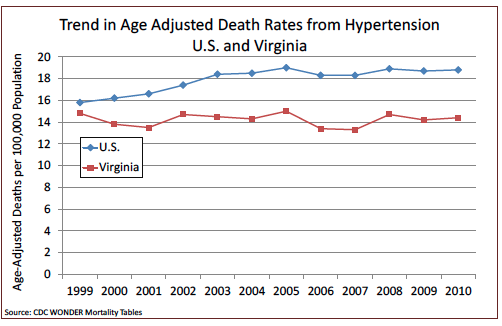 Trend in Age Adjusted Death Rates from Hypertension
U.S. and Virginia
Age-Adjusted Deaths per 100,000 Population
20
18
16
14
12
10
8
6
4
2
0
U.S.
Virginia
1999 2000 2001 2002 2003 2004 2005 2006 2007 2008 2009 2010
Source: CDC WONDER Mortality Tables